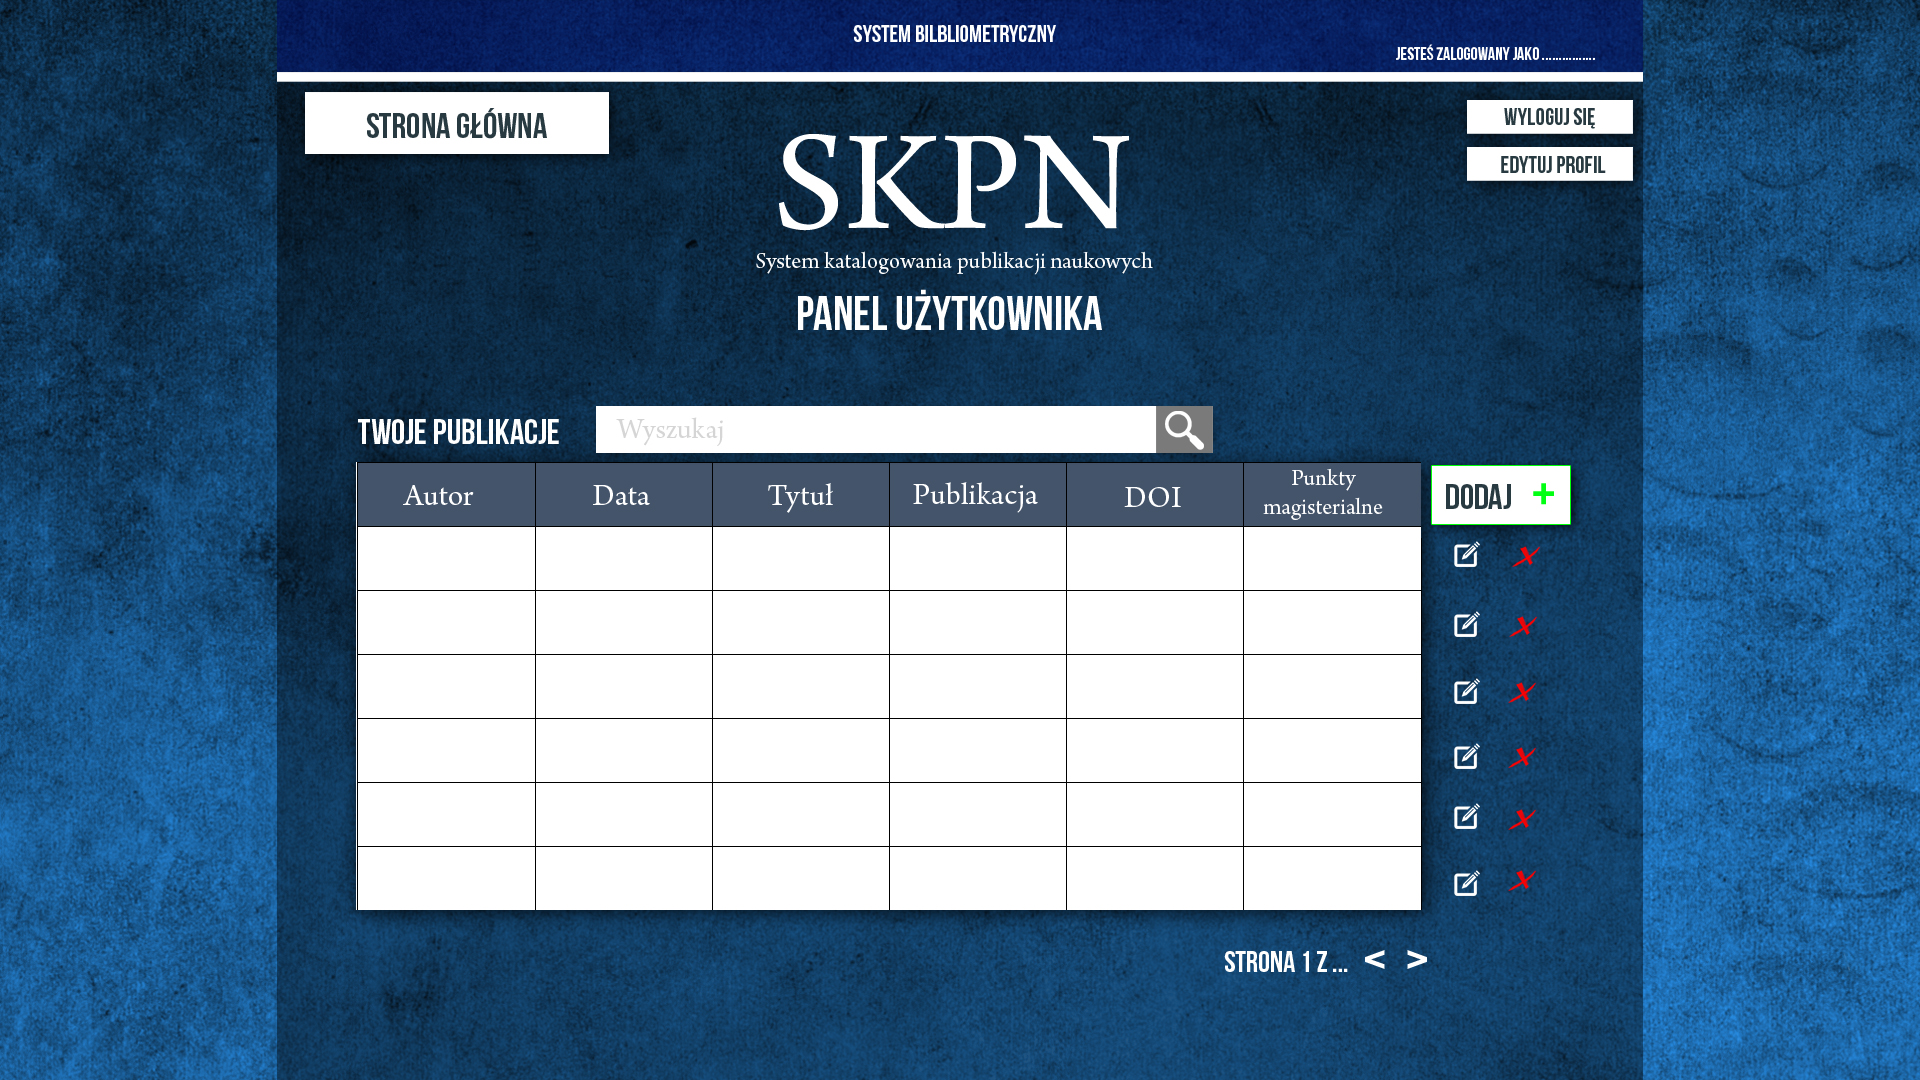 SYSTEM BILBLIOMETRYCZNY
JESTEŚ ZALOGOWANY JAKO ................
STRONA GŁÓWNA
WYLOGUJ SIĘ
EDYTUJ PROFIL
SKPN
System katalogowania publikacji naukowych
PANEL UŻYTKOWNIKA
TWOJE PUBLIKACJE
Wyszukaj
Autor
Data
Tytuł
Publikacja
DOI
Punkty
magisterialne
DODAJ +
STRONA 1 Z ... < >